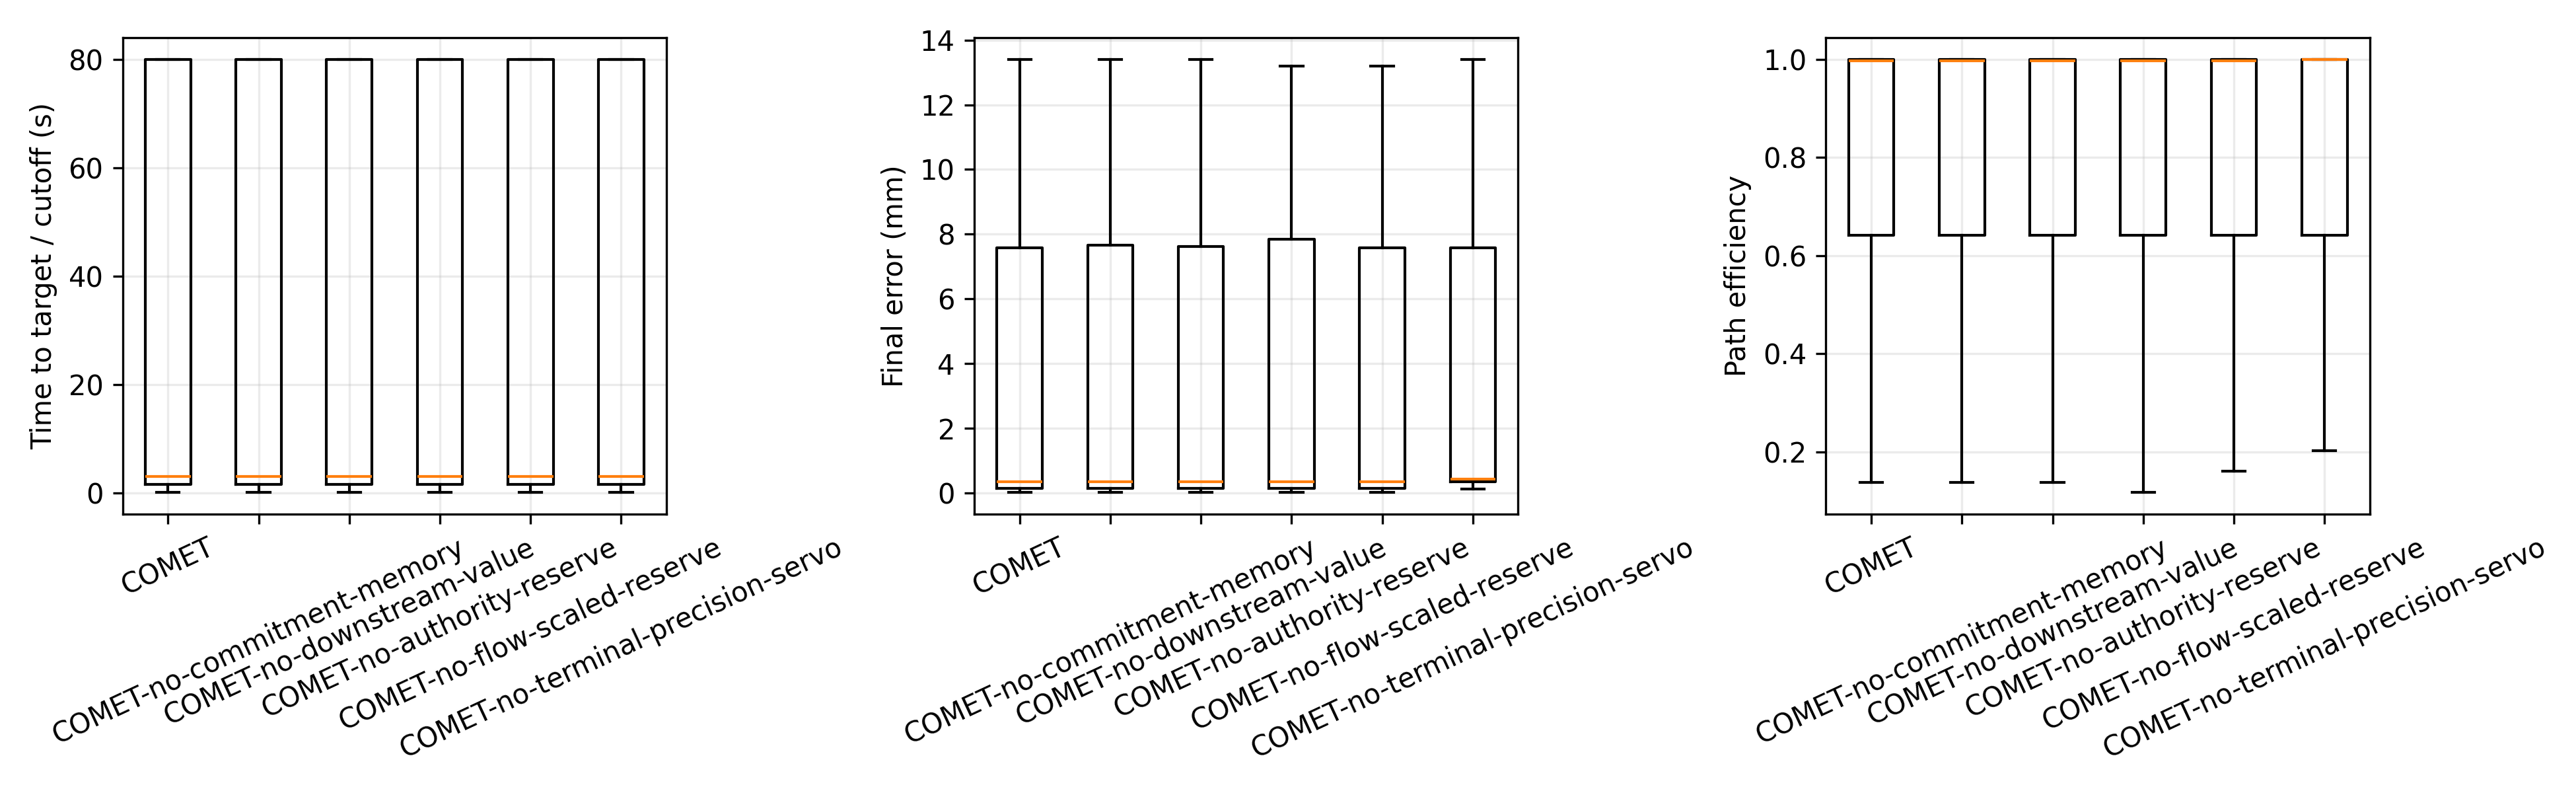 Time to target / cutoff (s)
80
60
40
20
0
COMET
COMET-no-commitment-memory
COMET-no-downstream-value
COMET-no-authority-reserve
COMET-no-flow-scaled-reserve
COMET-no-terminal-precision-servo
Final error (mm)
14
12
10
8
6
4
2
0
COMET
COMET-no-commitment-memory
COMET-no-downstream-value
COMET-no-authority-reserve
COMET-no-flow-scaled-reserve
COMET-no-terminal-precision-servo
Path efficiency
1.0
0.8
0.6
0.4
0.2
COMET
COMET-no-commitment-memory
COMET-no-downstream-value
COMET-no-authority-reserve
COMET-no-flow-scaled-reserve
COMET-no-terminal-precision-servo